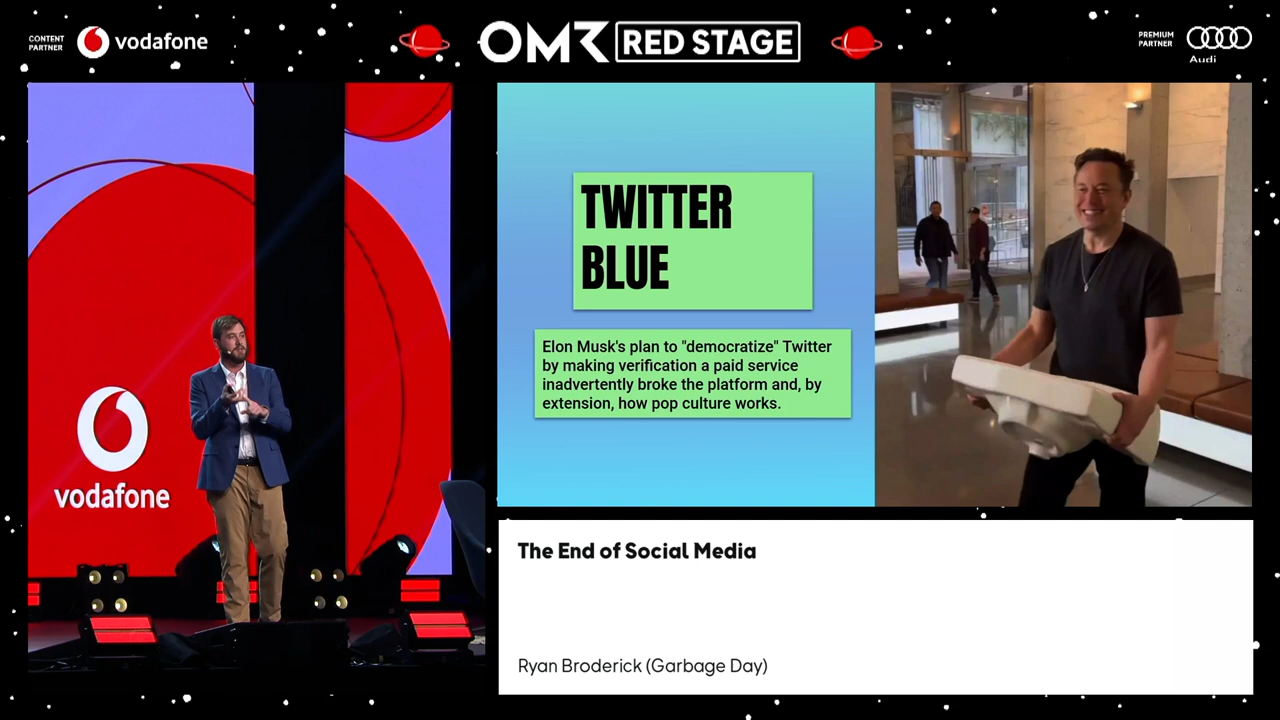 CONTENT
PARTNER
vodafone
OMR RED STAGE
PREMIUM
PARTNER
Audi
vodafone
TWITTER
BLUE
Elon Musk's plan to "democratize" Twitter
by making verification a paid service
inadvertently broke the platform and, by
extension, how pop culture works.
The End of Social Media
Ryan Broderick (Garbage Day)